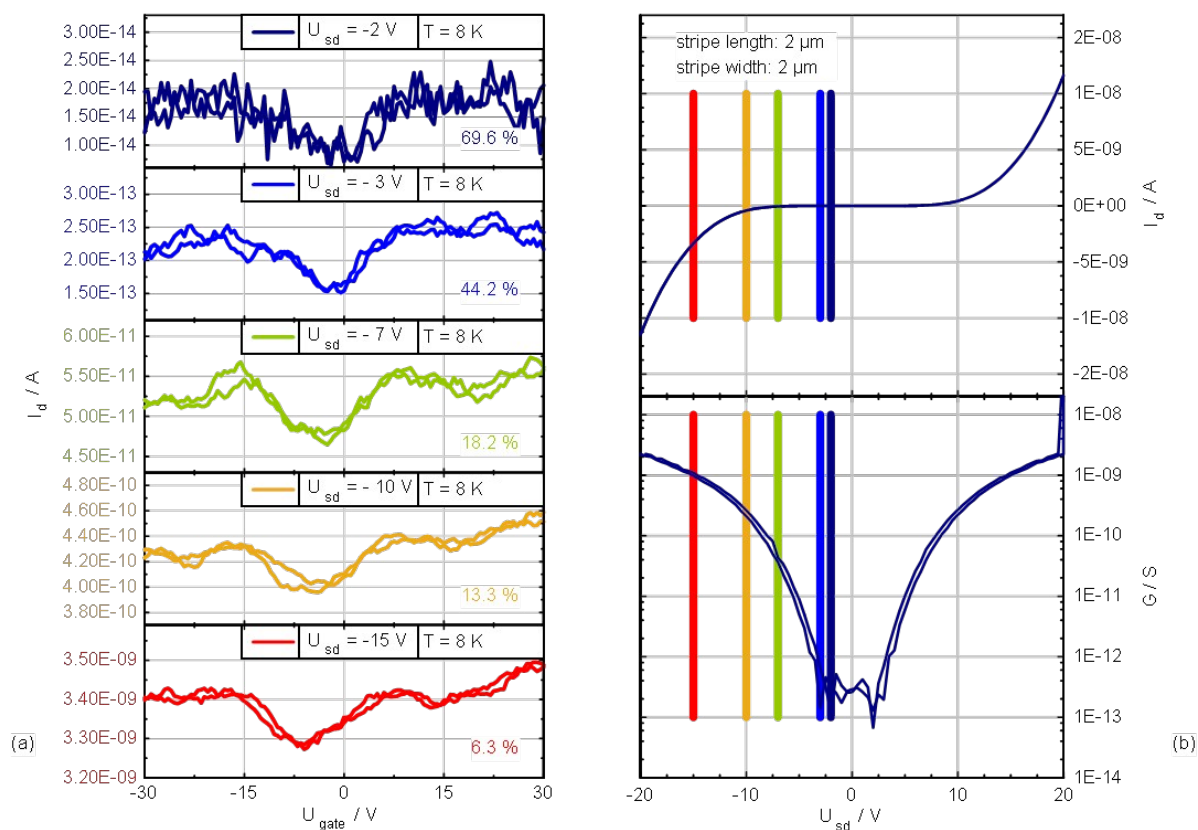 U sd = -2 V T = 8 K
3.00E-14
2.50E-14
2.00E-14
1.50E-14
1.00E-14
69.6 %
U sd = - 3 V T = 8 K
3.00E-13
2.50E-13
2.00E-13
1.50E-13
44.2 %
U sd = - 7 V T = 8 K
6.00E-11
5.50E-11
5.00E-11
4.50E-11
18.2 %
U sd = - 10 V T = 8 K
4.80E-10
4.60E-10
4.40E-10
4.20E-10
4.00E-10
3.80E-10
13.3 %
U sd = -15 V T = 8 K
3.50E-09
3.40E-09
3.30E-09
3.20E-09
6.3 %
I d / A
(a)
-30 -15 0 15 30
U gate / V
stripe length: 2 µm
stripe width: 2 µm
2E-08
1E-08
5E-09
0E+00
-5E-09
-1E-08
-2E-08
I d / A
1E-08
1E-09
1E-10
1E-11
1E-12
1E-13
1E-14
G / S
(b)
-20 -10 0 10 20
U sd / V